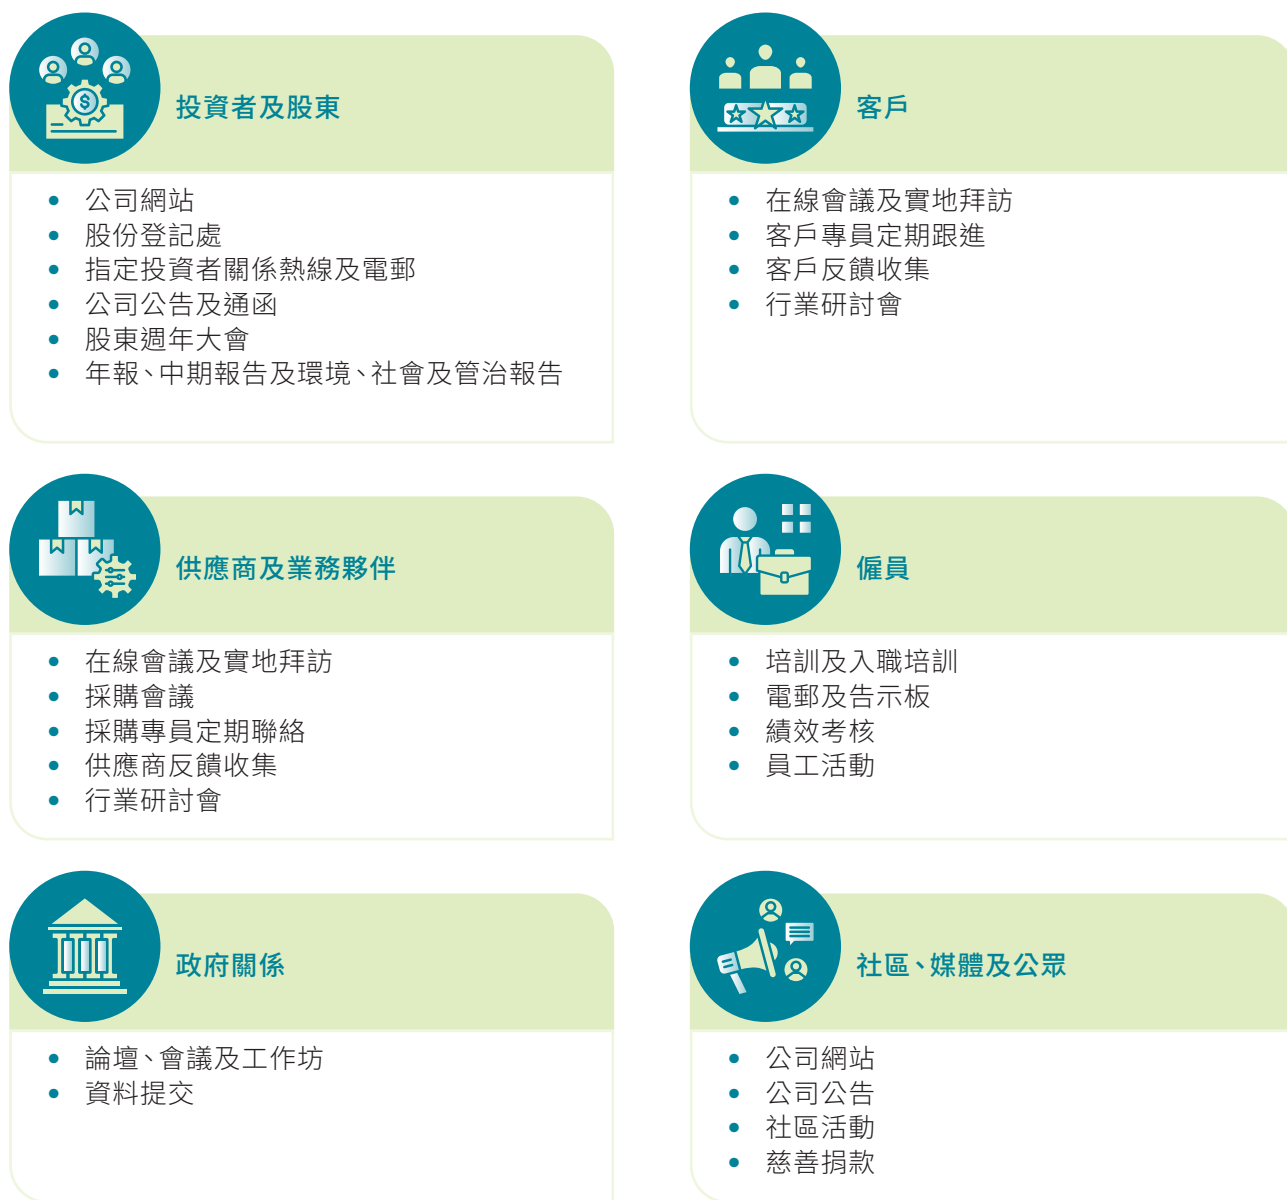 投資者及股東
• 公司網站
• 股份登記處
• 指定投資者關係熱線及電郵
• 公司公告及通函
• 股東週年大會
• 年報、中期報告及環境、社會及管治報告
客戶
• 在線會議及實地拜訪
• 客戶專員定期跟進
• 客戶反饋收集
• 行業研討會
供應商及業務夥伴
• 在線會議及實地拜訪
• 採購會議
• 採購專員定期聯絡
• 供應商反饋收集
• 行業研討會
僱員
• 培訓及入職培訓
• 電郵及告示板
• 績效考核
• 員工活動
政府關係
• 論壇、會議及工作坊
• 資料提交
社區、媒體及公眾
• 公司網站
• 公司公告
• 社區活動
• 慈善捐款